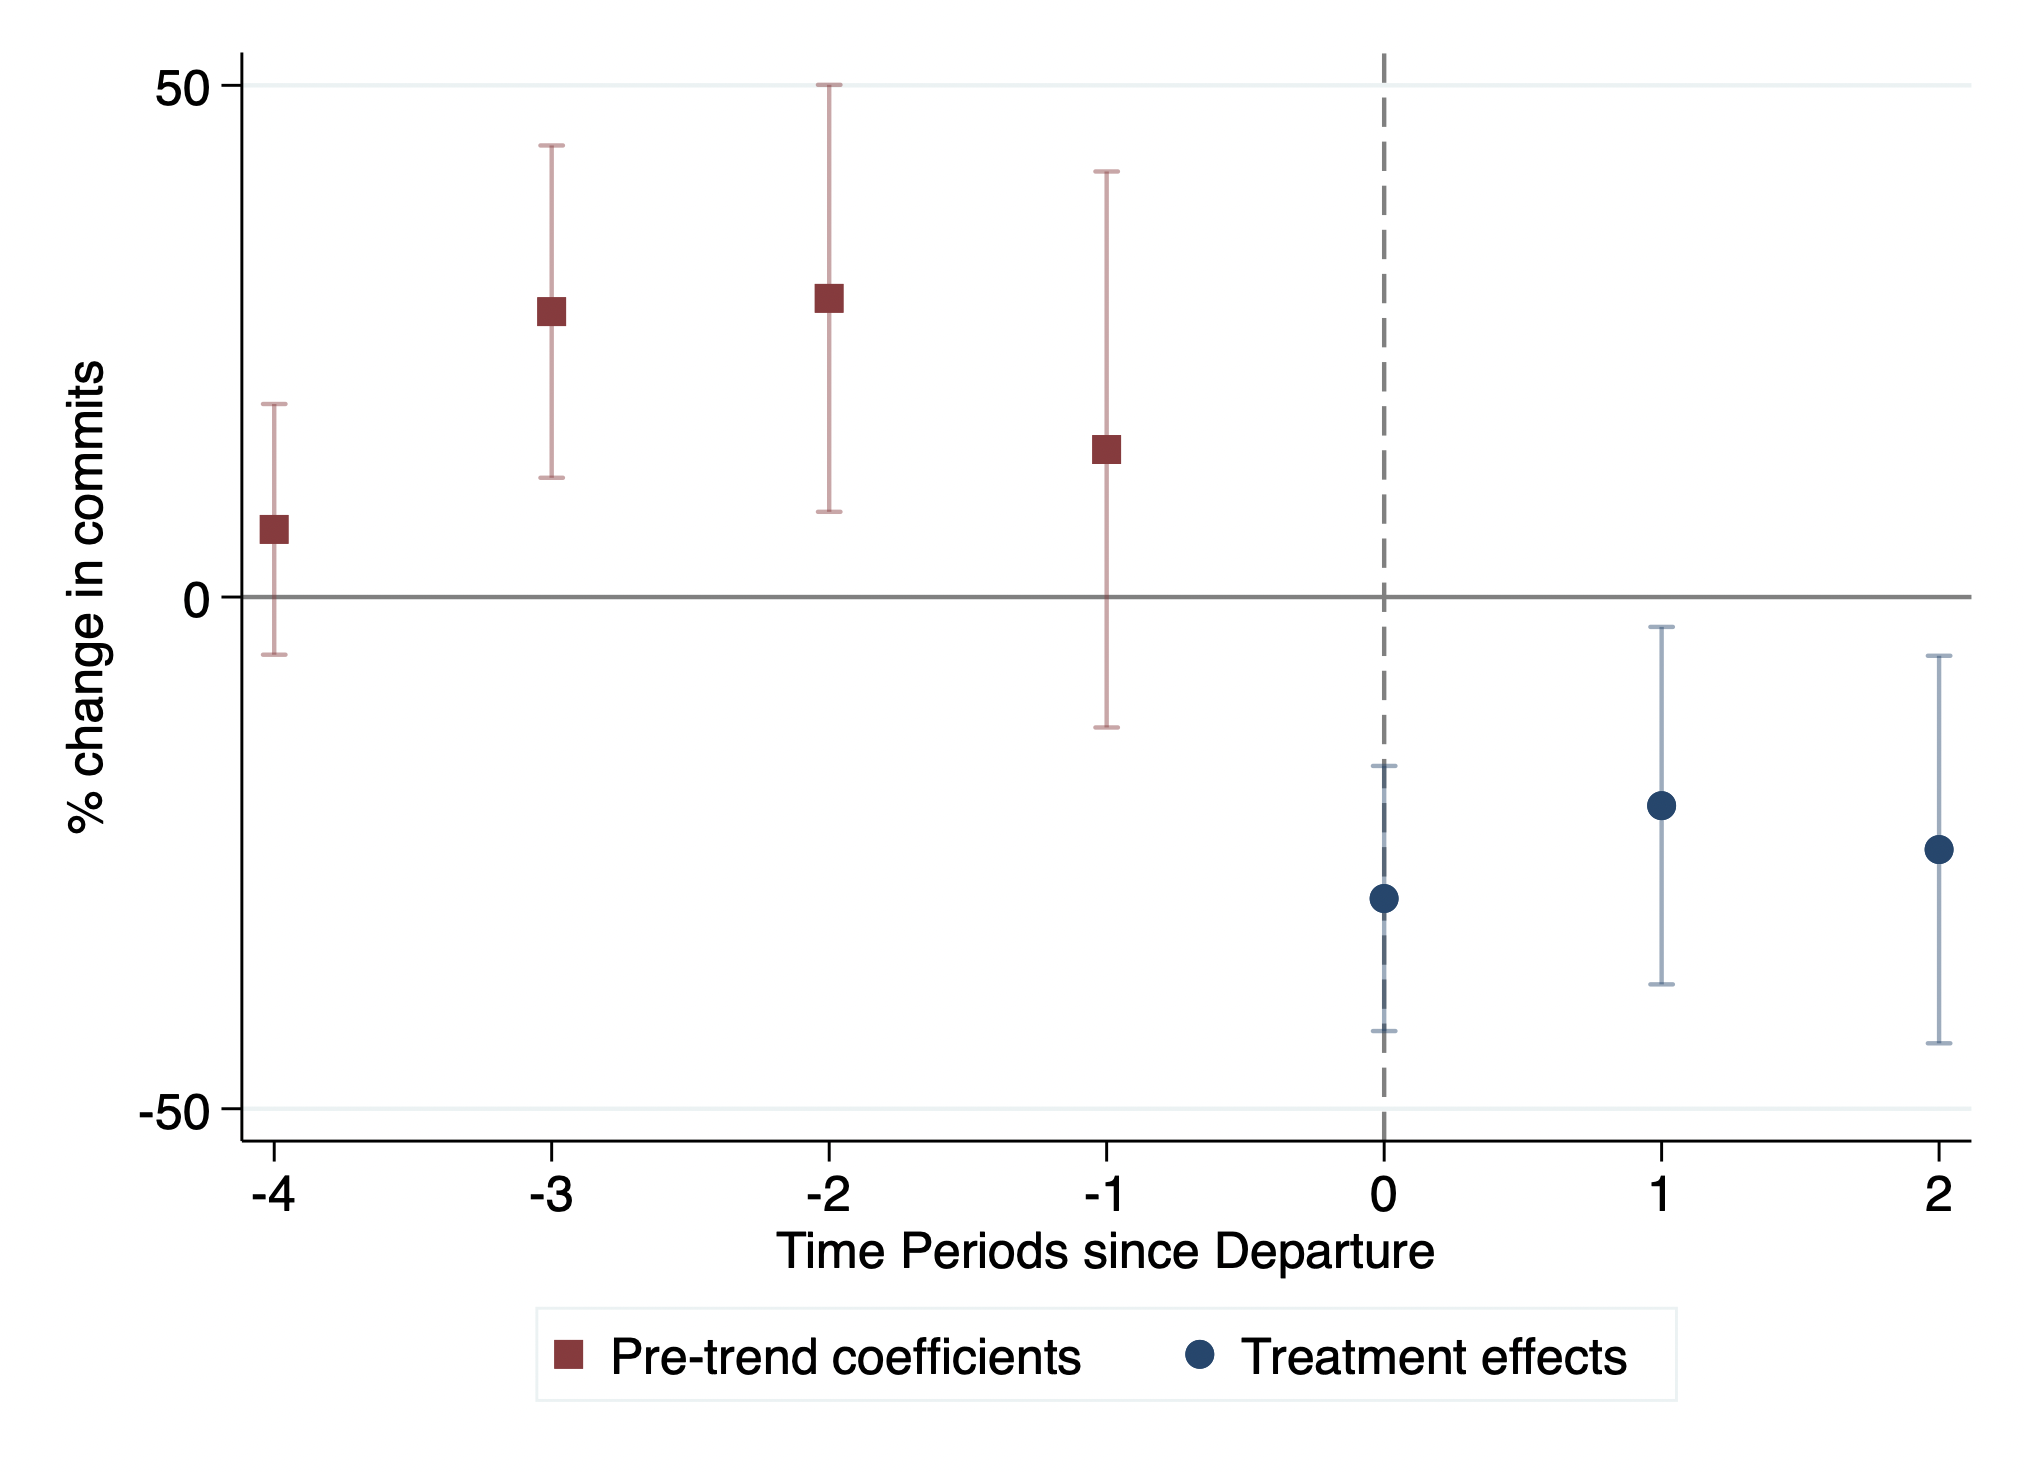 % change in commits
50
0
-50
-4 -3 -2 -1 0 1 2
Time Periods since Departure
Pre-trend coefficients Treatment effects